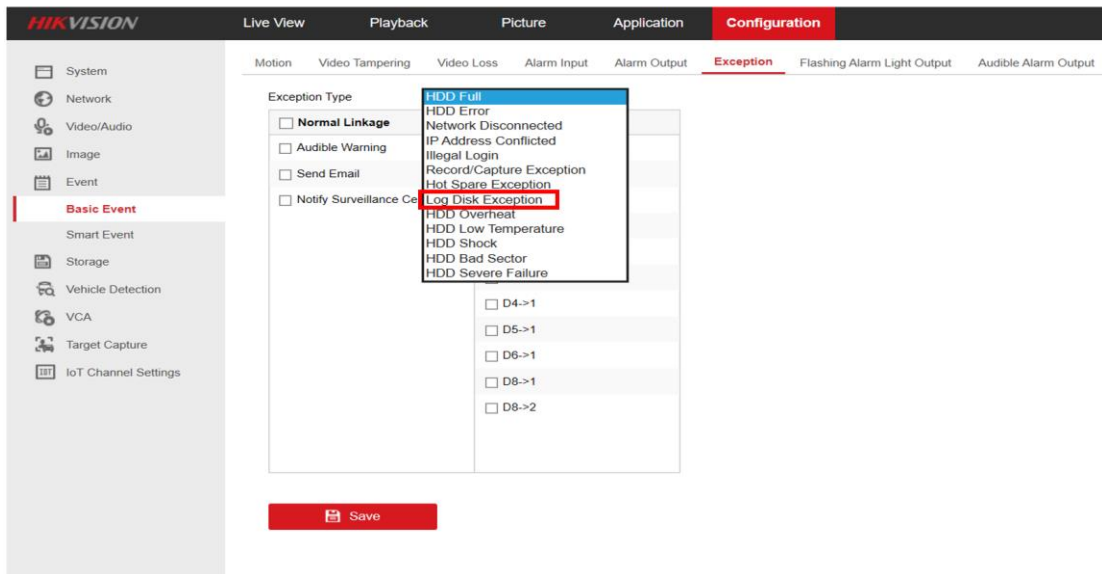 HIKVISION
Live View Playback Picture Application Configuration
System
Network
Video/Audio
Image
Event
Basic Event
Smart Event
Storage
Vehicle Detection
VCA
Target Capture
IoT Channel Settings
Motion Video Tampering Video Loss Alarm Input Alarm Output Exception Flashing Alarm Light Output Audible Alarm Output
Exception Type
HDD Full
HDD Error
Network Disconnected
IP Address Conflicted
Illegal Login
Record/Capture Exception
Hot Spare Exception
Log Disk Exception
HDD Overheat
HDD Low Temperature
HDD Shock
HDD Bad Sector
HDD Severe Failure
Normal Linkage
Audible Warning
Send Email
Notify Surveillance Ce
D4->1
D5->1
D6->1
D8->1
D8->2
Save